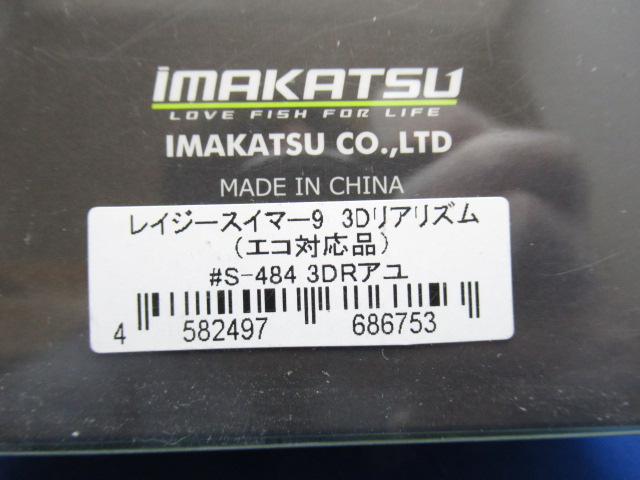 IMAKATSU
LOVE FISH FOR LIFE
IMAKATSU CO.,LTD
MADE IN CHINA
レイジースイマー9 3Dリアリズム
(エコ対応品)
#S-484 3DRアユ
4 582497 686753